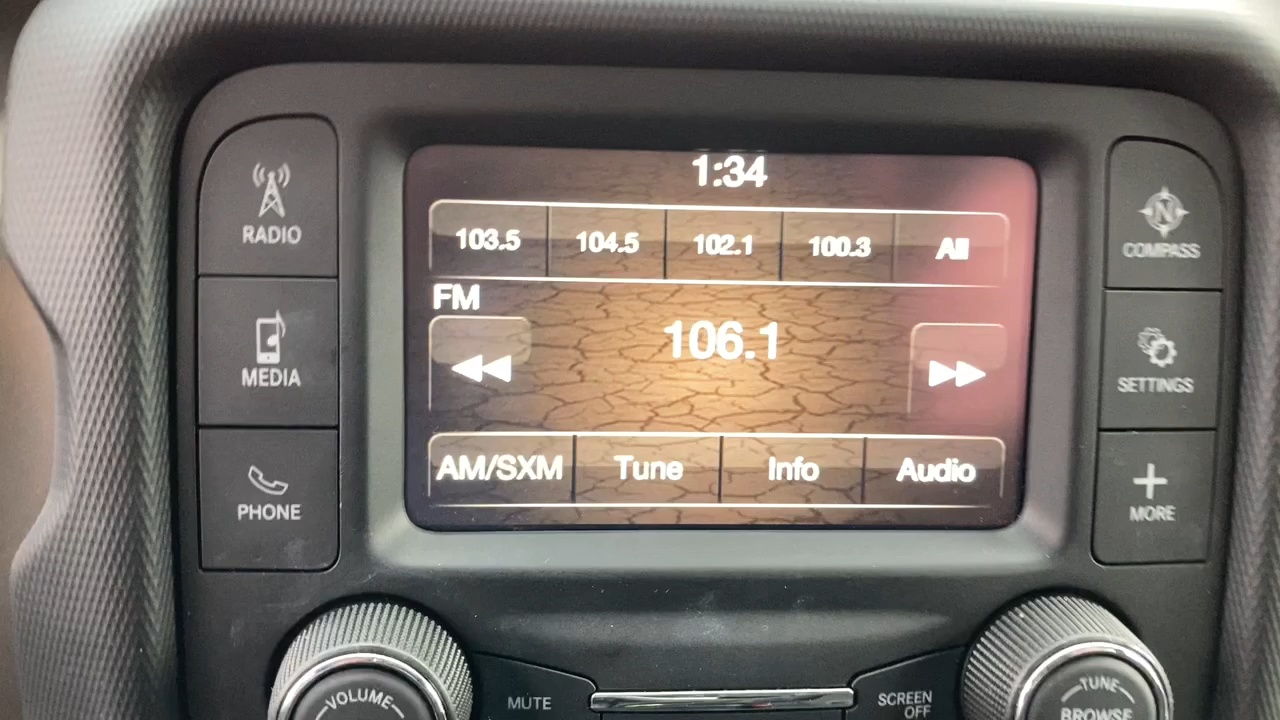 1:34
103.5 104.5 102.1 100.3 All
FM
106.1
AM/SXM Tune Info Audio
RADIO
MEDIA
PHONE
N
COMPASS
SETTINGS
MORE
VOLUME
MUTE
SCREEN
OFF
TUNE
BROWSE